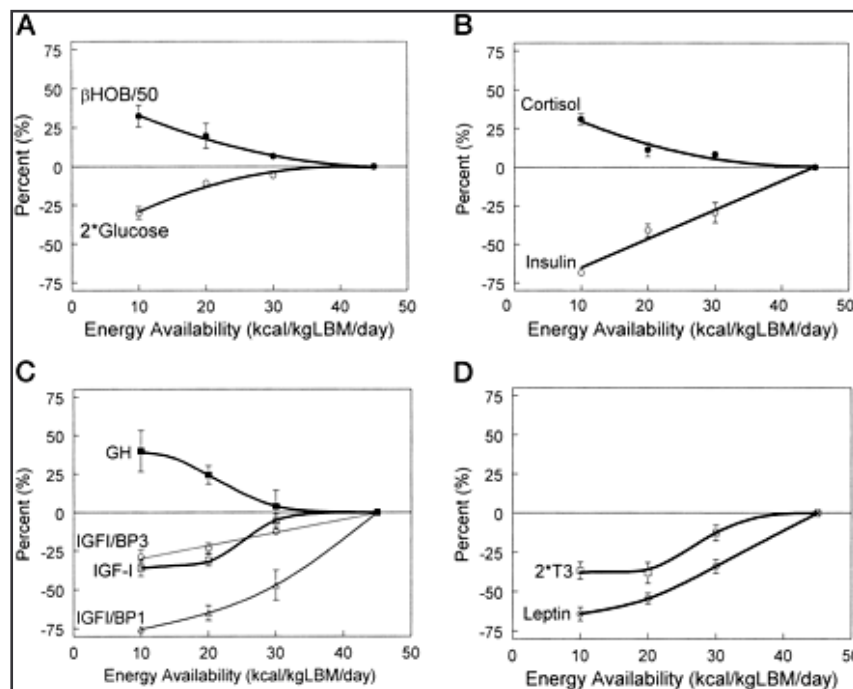 A
75
50
25
0
-25
-50
-75
Percent (%)
βHOB/50
2*Glucose
0 10 20 30 40 50
Energy Availability (kcal/kgLBM/day)
B
75
50
25
0
-25
-50
-75
Percent (%)
Cortisol
Insulin
0 10 20 30 40 50
Energy Availability (kcal/kgLBM/day)
C
75
50
25
0
-25
-50
-75
Percent (%)
GH
IGFI/BP3
IGF-I
IGFI/BP1
0 10 20 30 40 50
Energy Availability (kcal/kgLBM/day)
D
75
50
25
0
-25
-50
-75
Percent (%)
2*T3
Leptin
0 10 20 30 40 50
Energy Availability (kcal/kgLBM/day)